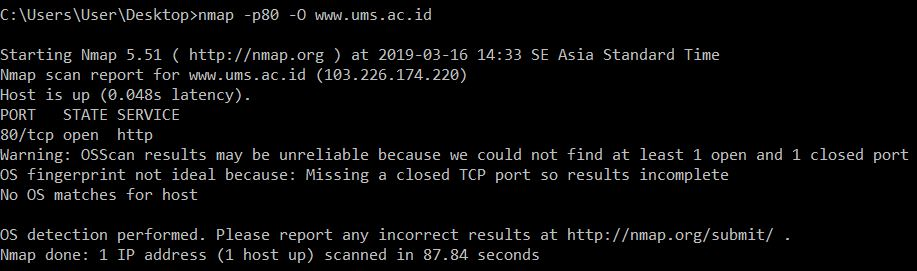 C:\Users\User\Desktop>nmap -p80 -O www.ums.ac.id
Starting Nmap 5.51 ( http://nmap.org ) at 2019-03-16 14:33 SE Asia Standard Time
Nmap scan report for www.ums.ac.id (103.226.174.220)
Host is up (0.048s latency).
PORT   STATE SERVICE
80/tcp open  http
Warning: OSScan results may be unreliable because we could not find at least 1 open and 1 closed port
OS fingerprint not ideal because: Missing a closed TCP port so results incomplete
No OS matches for host
OS detection performed. Please report any incorrect results at http://nmap.org/submit/ .
Nmap done: 1 IP address (1 host up) scanned in 87.84 seconds